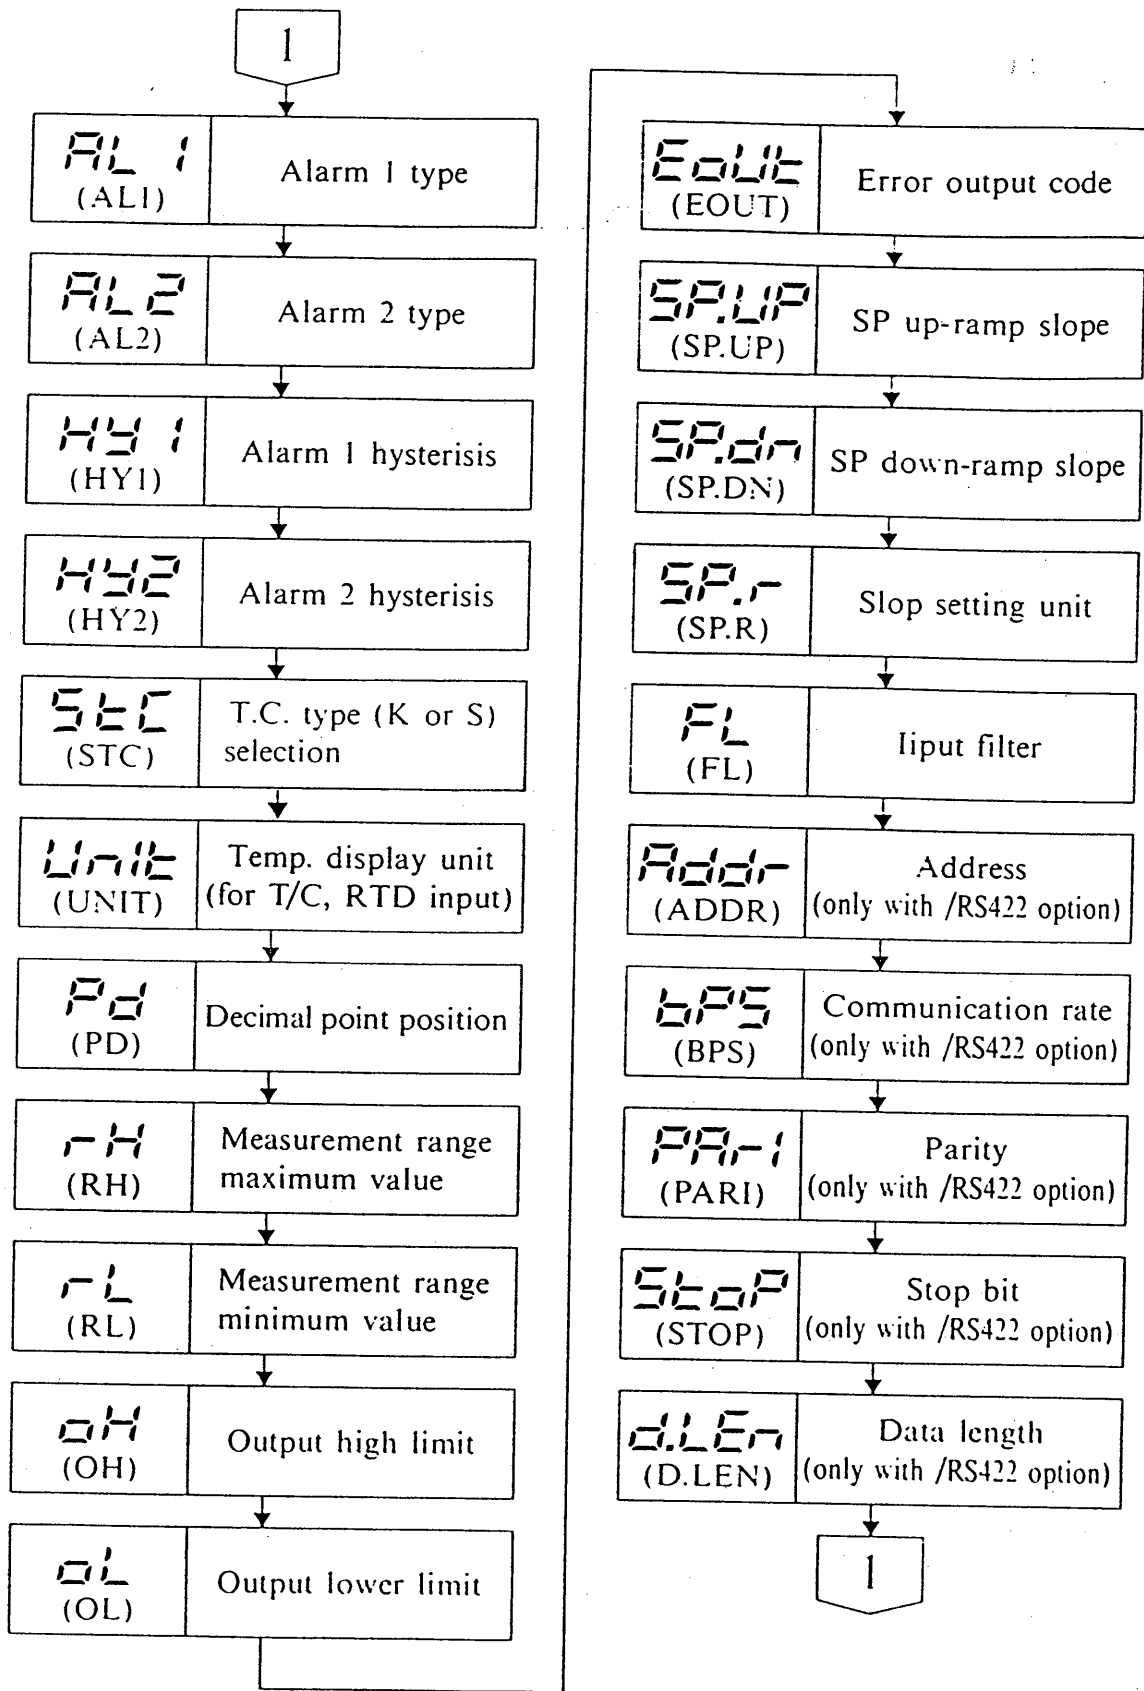 1
AL1
(AL1)
Alarm 1 type
AL2
(AL2)
Alarm 2 type
HY1
(HY1)
Alarm 1 hysterisis
HY2
(HY2)
Alarm 2 hysterisis
StC
(STC)
T.C. type (K or S)
selection
UnIt
(UNIT)
Temp. display unit
(for T/C, RTD input)
Pd
(PD)
Decimal point position
rH
(RH)
Measurement range
maximum value
rL
(RL)
Measurement range
minimum value
oH
(OH)
Output high limit
oL
(OL)
Output lower limit
EoUt
(EOUT)
Error output code
SP.UP
(SP.UP)
SP up-ramp slope
SP.dn
(SP.DN)
SP down-ramp slope
SP.r
(SP.R)
Slop setting unit
FL
(FL)
Iiput filter
Addr
(ADDR)
Address
(only with /RS422 option)
bPS
(BPS)
Communication rate
(only with /RS422 option)
PArI
(PARI)
Parity
(only with /RS422 option)
StoP
(STOP)
Stop bit
(only with /RS422 option)
d.LEn
(D.LEN)
Data length
(only with /RS422 option)
1